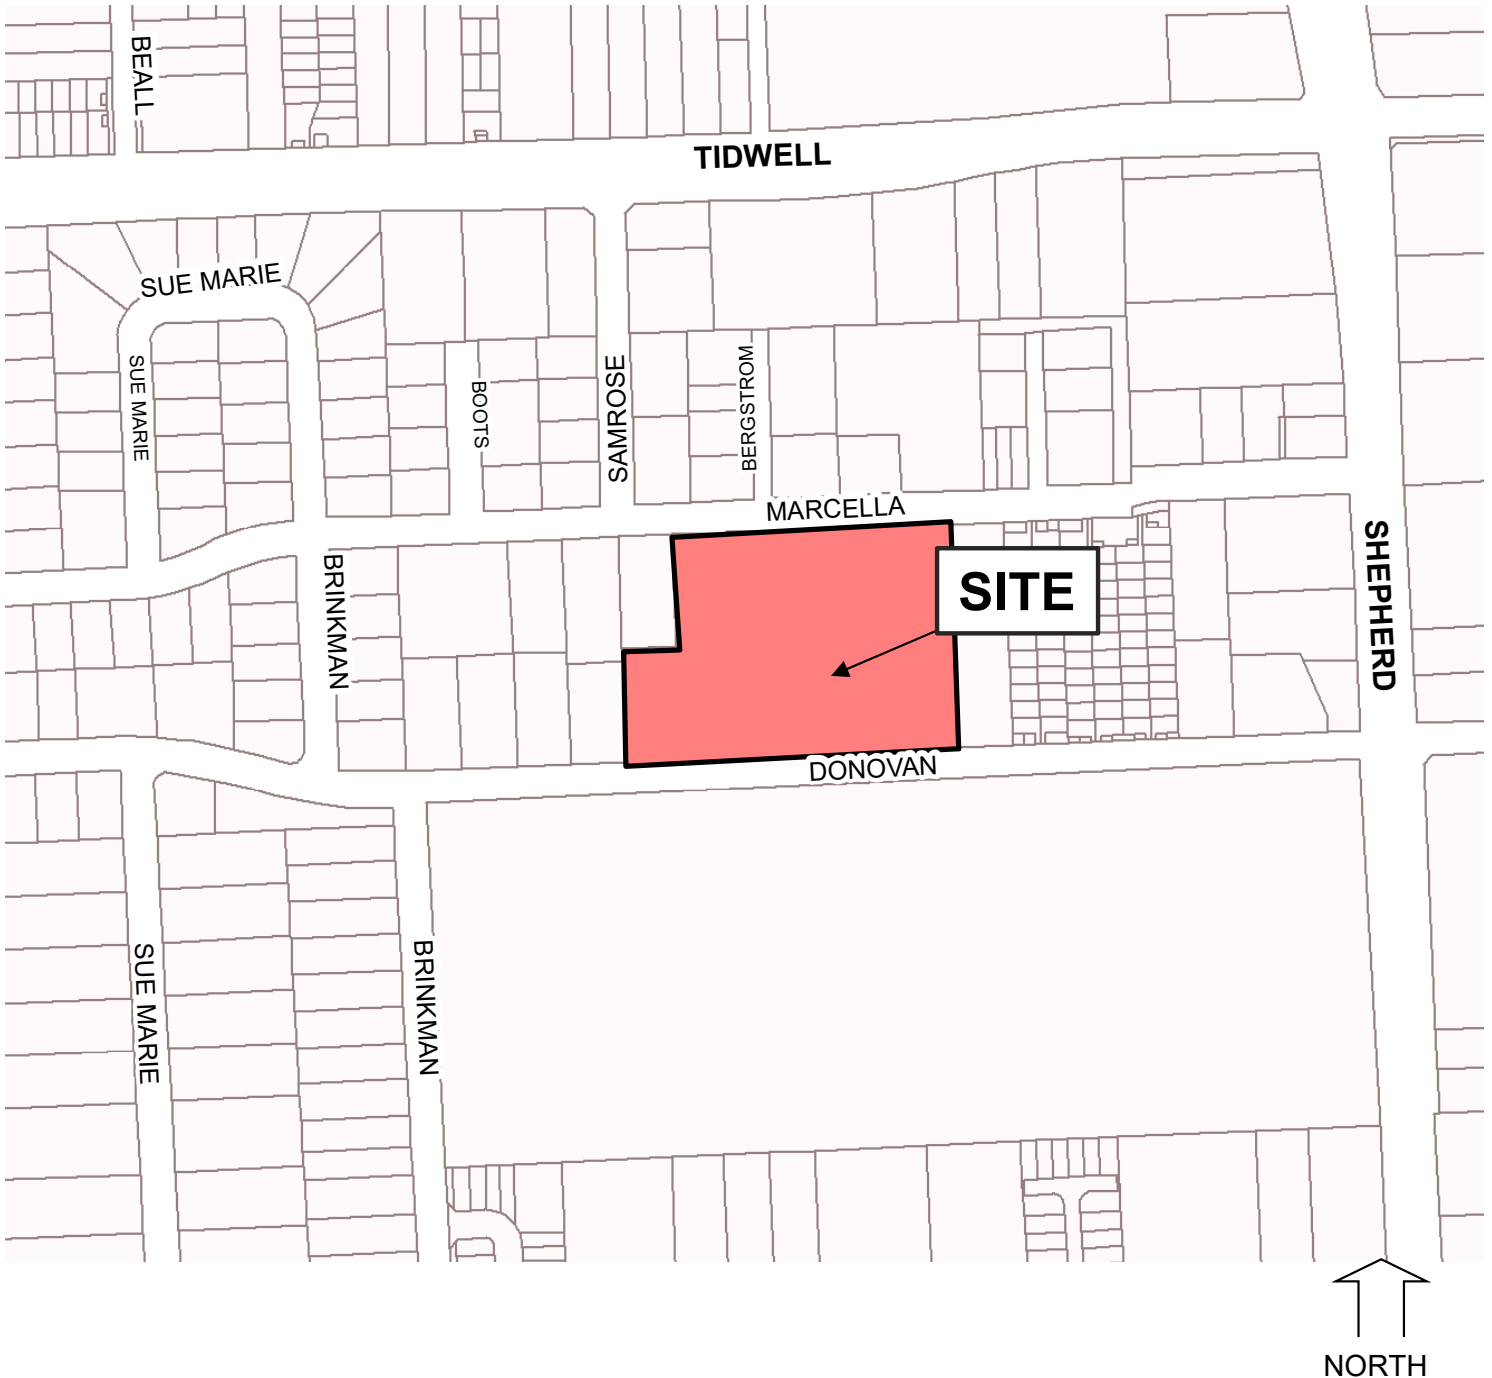 BEALL
TIDWELL
SUE MARIE
SUE MARIE
BOOTS
SAMROSE
BERGSTROM
MARCELLA
SITE
SHEPHERD
BRINKMAN
DONOVAN
SUE MARIE
BRINKMAN
NORTH